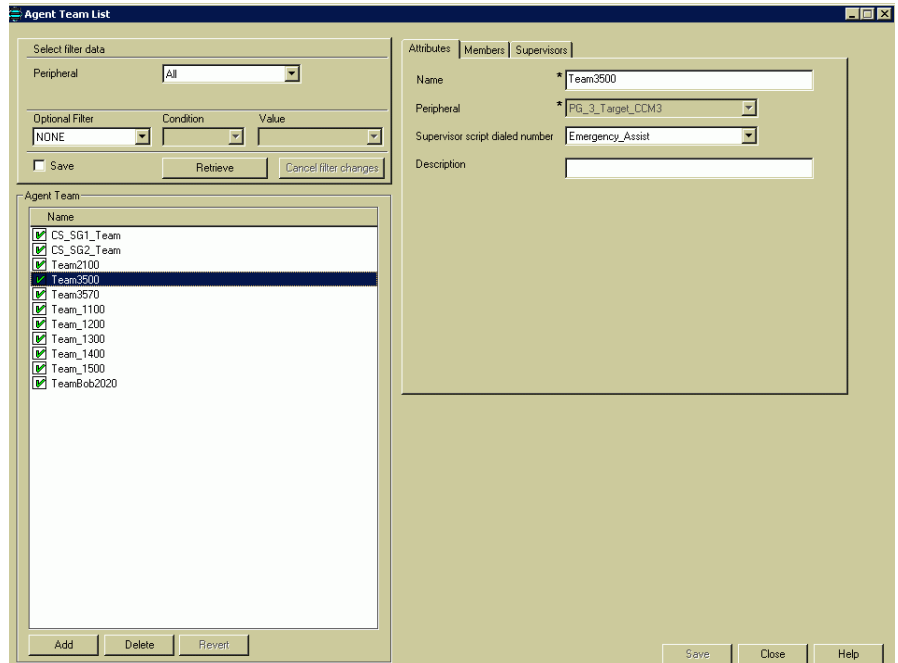 Agent Team List
Select filter data
Peripheral
All
Optional Filter
Condition
Value
NONE
Save
Retrieve
Cancel filter changes
Agent Team
Name
CS_SG1_Team
CS_SG2_Team
Team2100
Team3500
Team3570
Team_1100
Team_1200
Team_1300
Team_1400
Team_1500
TeamBob2020
Add
Delete
Revert
Attributes
Members
Supervisors
Name
* Team3500
Peripheral
* PG_3_Target_CCM3
Supervisor script dialed number
Emergency_Assist
Description
Save
Close
Help